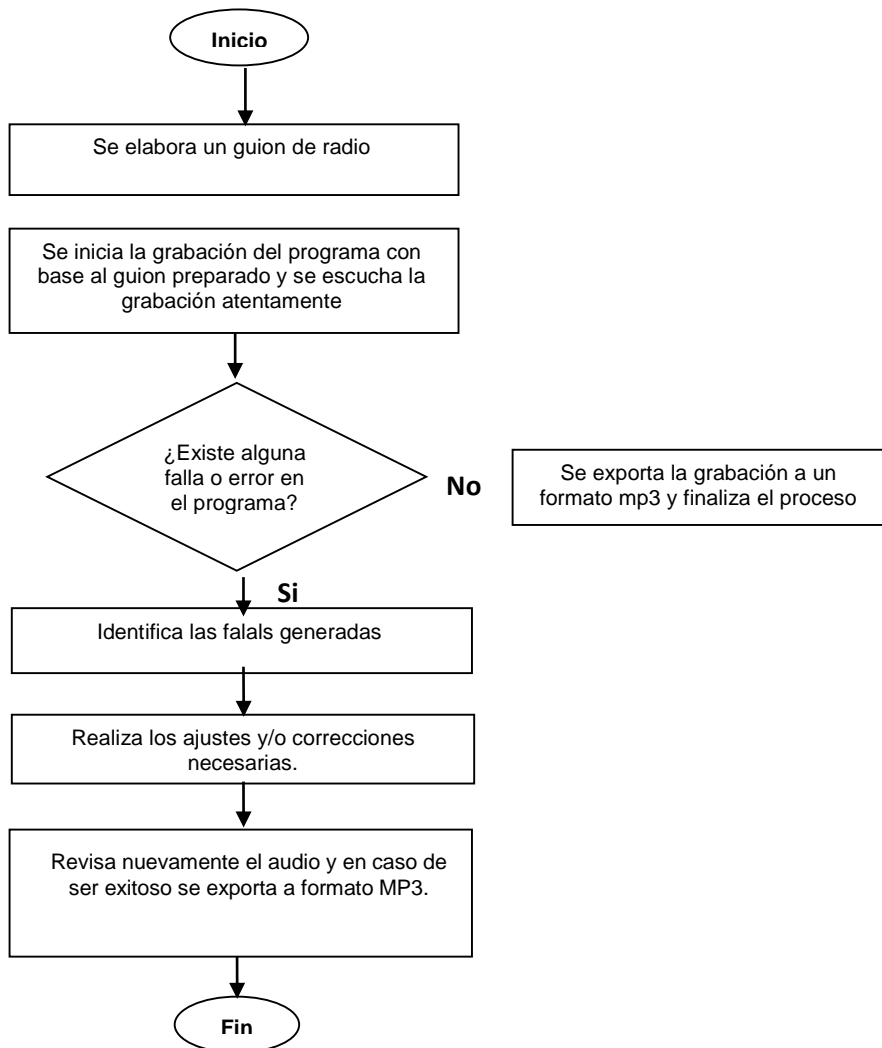 Inicio
Se elabora un guion de radio
Se inicia la grabación del programa con
base al guion preparado y se escucha la
grabación atentamente
¿Existe alguna
falla o error en
el programa?
No
Se exporta la grabación a un
formato mp3 y finaliza el proceso
Si
Identifica las falals generadas
Realiza los ajustes y/o correcciones
necesarias.
Revisa nuevamente el audio y en caso de
ser exitoso se exporta a formato MP3.
Fin